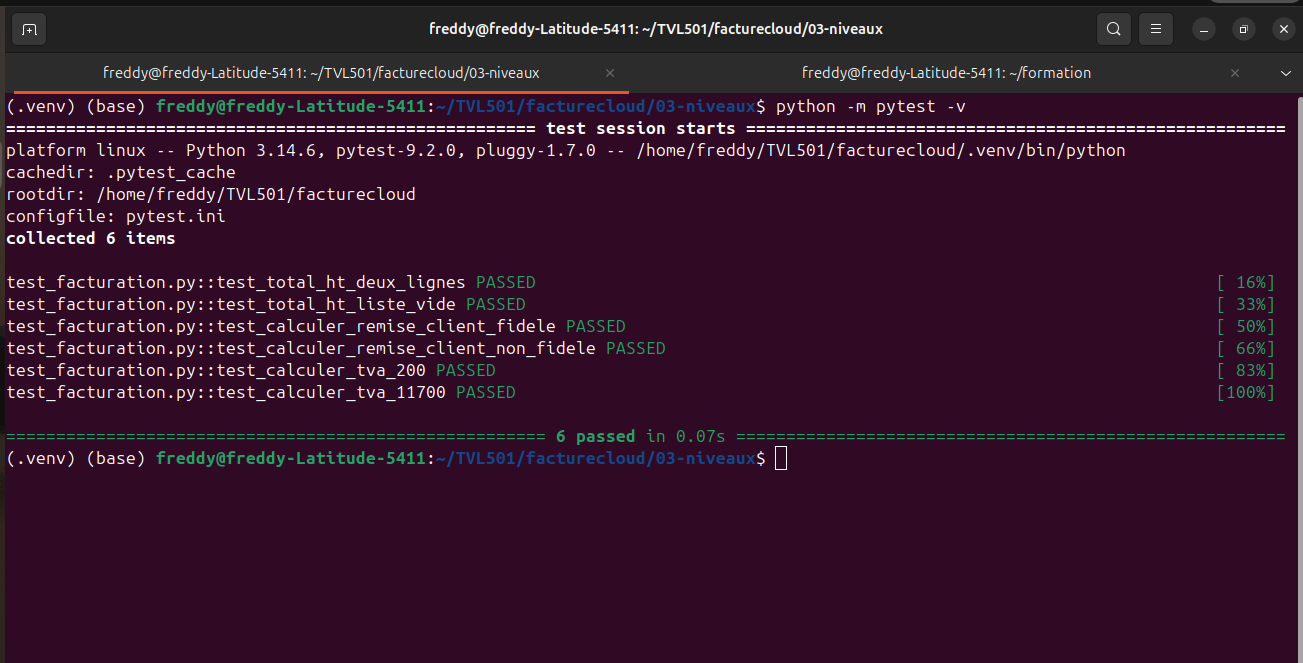 freddy@freddy-Latitude-5411: ~/TVL501/facturecloud/03-niveaux
freddy@freddy-Latitude-5411: ~/TVL501/facturecloud/03-niveaux × freddy@freddy-Latitude-5411: ~/formation ×
(.venv) (base) freddy@freddy-Latitude-5411:~/TVL501/facturecloud/03-niveaux$ python -m pytest -v
===================================================== test session starts ======================================================
platform linux -- Python 3.14.6, pytest-9.2.0, pluggy-1.7.0 -- /home/freddy/TVL501/facturecloud/.venv/bin/python
cachedir: .pytest_cache
rootdir: /home/freddy/TVL501/facturecloud
configfile: pytest.ini
collected 6 items
test_facturation.py::test_total_ht_deux_lignes PASSED [ 16%]
test_facturation.py::test_total_ht_liste_vide PASSED [ 33%]
test_facturation.py::test_calculer_remise_client_fidele PASSED [ 50%]
test_facturation.py::test_calculer_remise_client_non_fidele PASSED [ 66%]
test_facturation.py::test_calculer_tva_200 PASSED [ 83%]
test_facturation.py::test_calculer_tva_11700 PASSED [100%]
====================================================== 6 passed in 0.07s =======================================================
(.venv) (base) freddy@freddy-Latitude-5411:~/TVL501/facturecloud/03-niveaux$